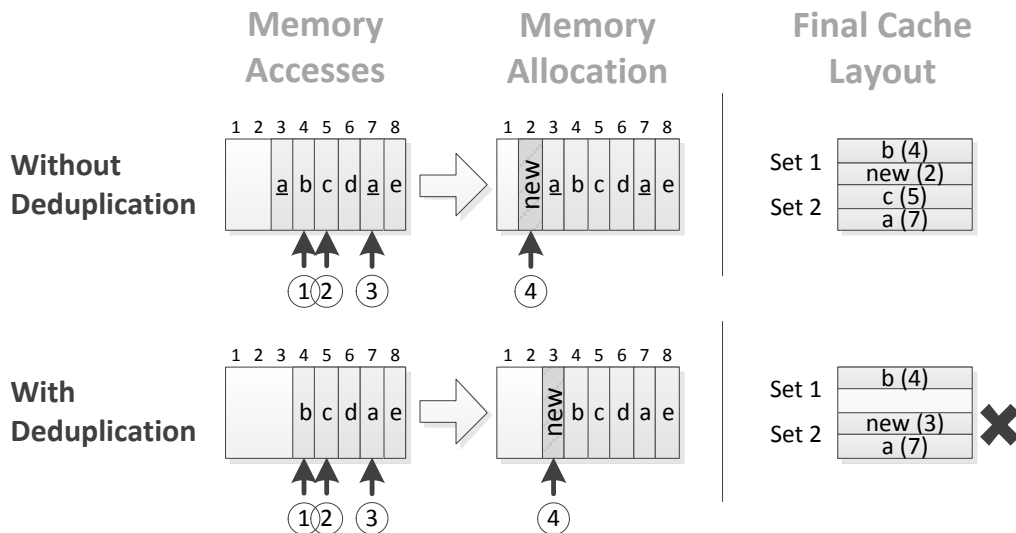 Memory Accesses
Memory Allocation
Final Cache Layout
Without Deduplication
1 2 3 4 5 6 7 8
a b c d a e
1 2 3
1 2 3 4 5 6 7 8
new a b c d a e
4
Set 1
b (4)
new (2)
Set 2
c (5)
a (7)
With Deduplication
1 2 3 4 5 6 7 8
b c d a e
1 2 3
1 2 3 4 5 6 7 8
new b c d a e
4
Set 1
b (4)
Set 2
new (3)
a (7)